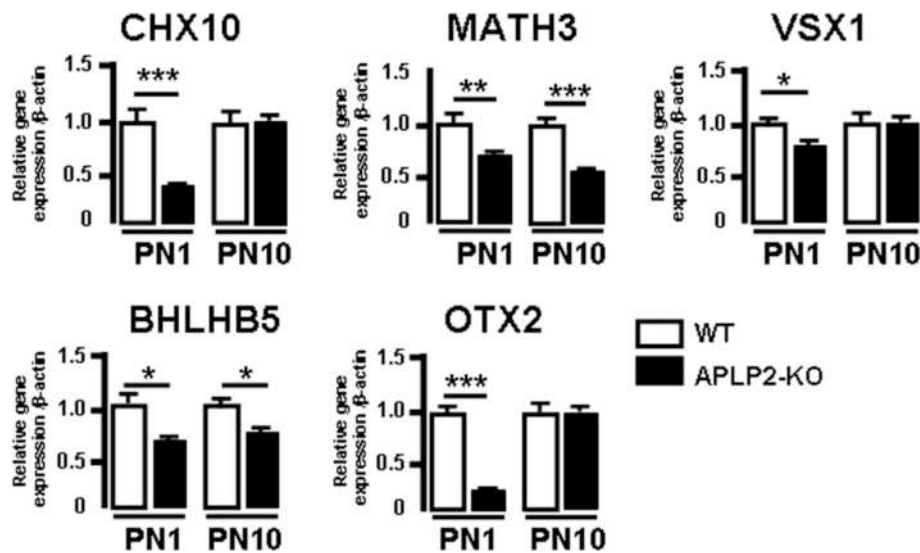 CHX10
Relative gene
expression /β-actin
1.5
1.0
0.5
0
***
PN1
PN10
MATH3
Relative gene
expression /β-actin
1.5
1.0
0.5
0
**
***
PN1
PN10
VSX1
Relative gene
expression /β-actin
1.5
1.0
0.5
0
*
PN1
PN10
BHLHB5
Relative gene
expression /β-actin
1.5
1.0
0.5
0
*
*
PN1
PN10
OTX2
Relative gene
expression /β-actin
1.5
1.0
0.5
0
***
PN1
PN10
WT
APLP2-KO